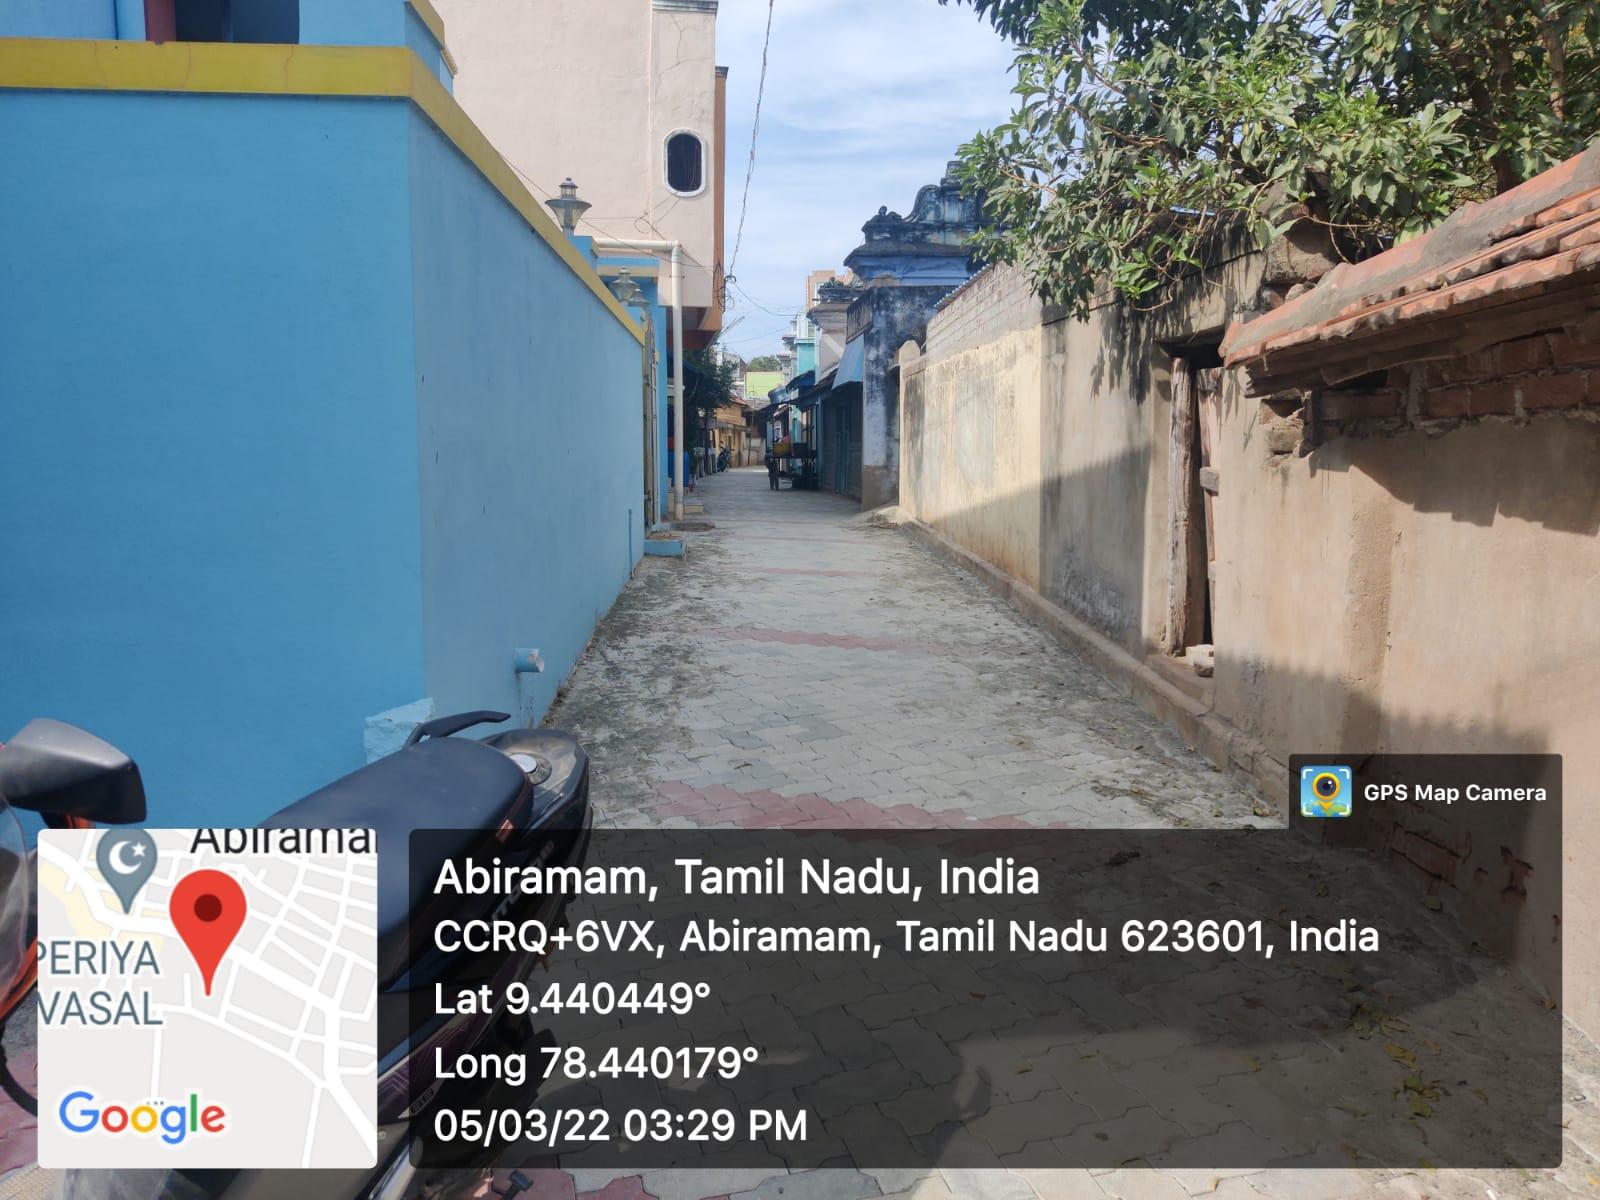 GPS Map Camera
Abiramam, Tamil Nadu, India
CCRQ+6VX, Abiramam, Tamil Nadu 623601, India
Lat 9.440449°
Long 78.440179°
05/03/22 03:29 PM
PERIYA
VASAL
Google